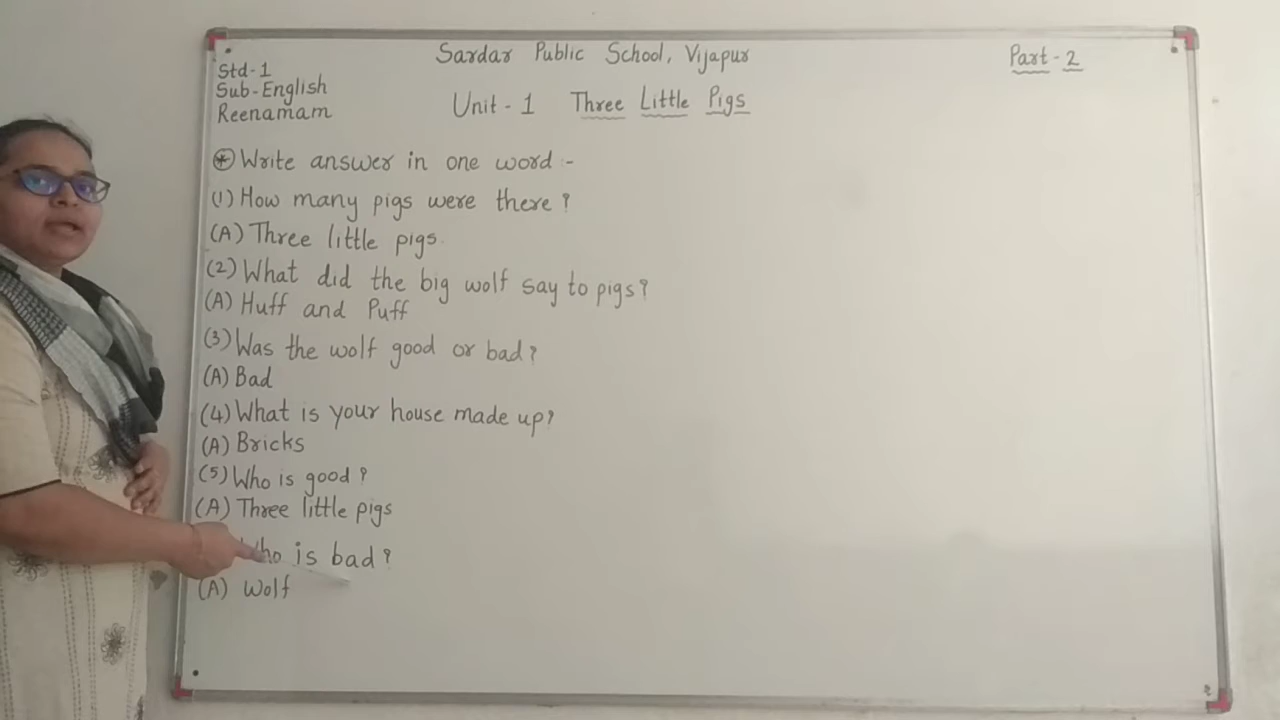 Sardar Public School, Vijapur
Part-2
Std-1
Sub-English
Reenamam
Unit-1 Three Little Pigs
Write answer in one word:-
(1) How many pigs were there?
(A) Three little pigs.
(2) What did the big wolf say to pigs?
(A) Huff and Puff
(3) Was the wolf good or bad?
(A) Bad
(4) What is your house made up?
(A) Bricks
(5) Who is good?
(A) Three little pigs
Who is bad?
(A) Wolf